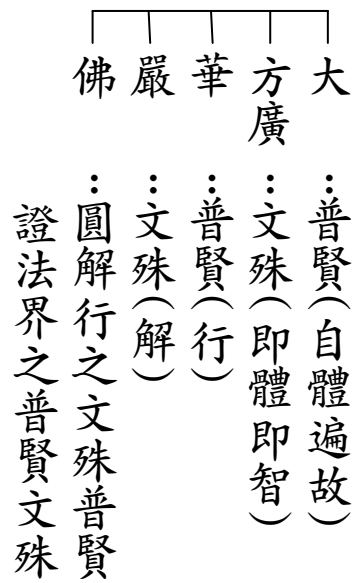 大：普賢（自體遍故）
方廣：文殊（即體即智）
華：普賢（行）
嚴：文殊（解）
佛：圓解行之文殊普賢
證法界之普賢文殊